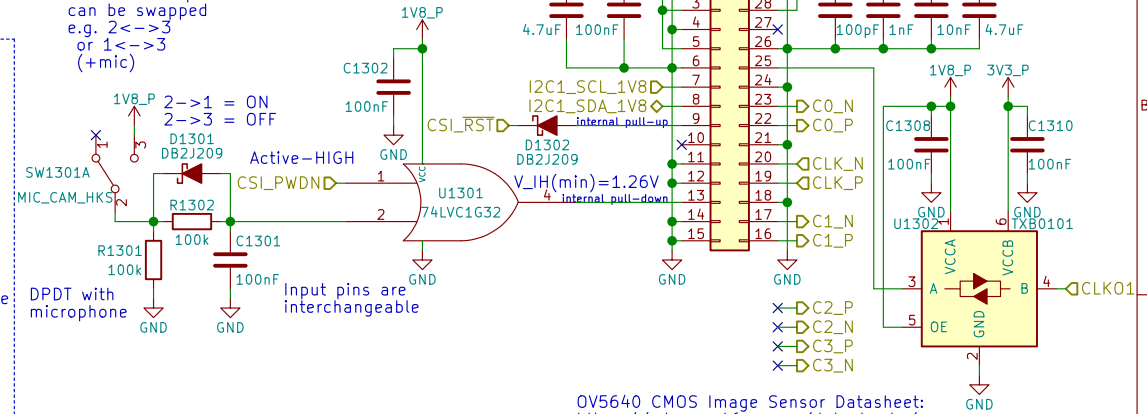 can be swapped
e.g. 2<->3
or 1<->3
(+mic)
1V8_P
2->1 = ON
2->3 = OFF
1
3
2
SW1301A
MIC_CAM_HKS
D1301
DB2J209
R1302
100k
R1301
100k
C1301
100nF
GND
GND
DPDT with
microphone
e
Input pins are
interchangeable
Active-HIGH
CSI_PWDN
1
2
4
1V8_P
C1302
100nF
GND
VCC
U1301
74LVC1G32
GND
CSI_RST
D1302
DB2J209
internal pull-up
V_IH(min)=1.26V
internal pull-down
4.7uF
100nF
I2C1_SCL_1V8
I2C1_SDA_1V8
3
4
5
6
7
8
9
10
11
12
13
14
15
28
27
26
25
24
23
22
21
20
19
18
17
16
GND
GND
C0_N
C0_P
CLK_N
CLK_P
C1_N
C1_P
C2_P
C2_N
C3_P
C3_N
100pF
1nF
10nF
4.7uF
1V8_P
3V3_P
C1308
100nF
GND
C1310
100nF
GND
U1302
TXB0101
1
6
VCCA
VCCB
3
A
B
4
CLKO1
5
OE
GND
2
GND
B
OV5640 CMOS Image Sensor Datasheet: